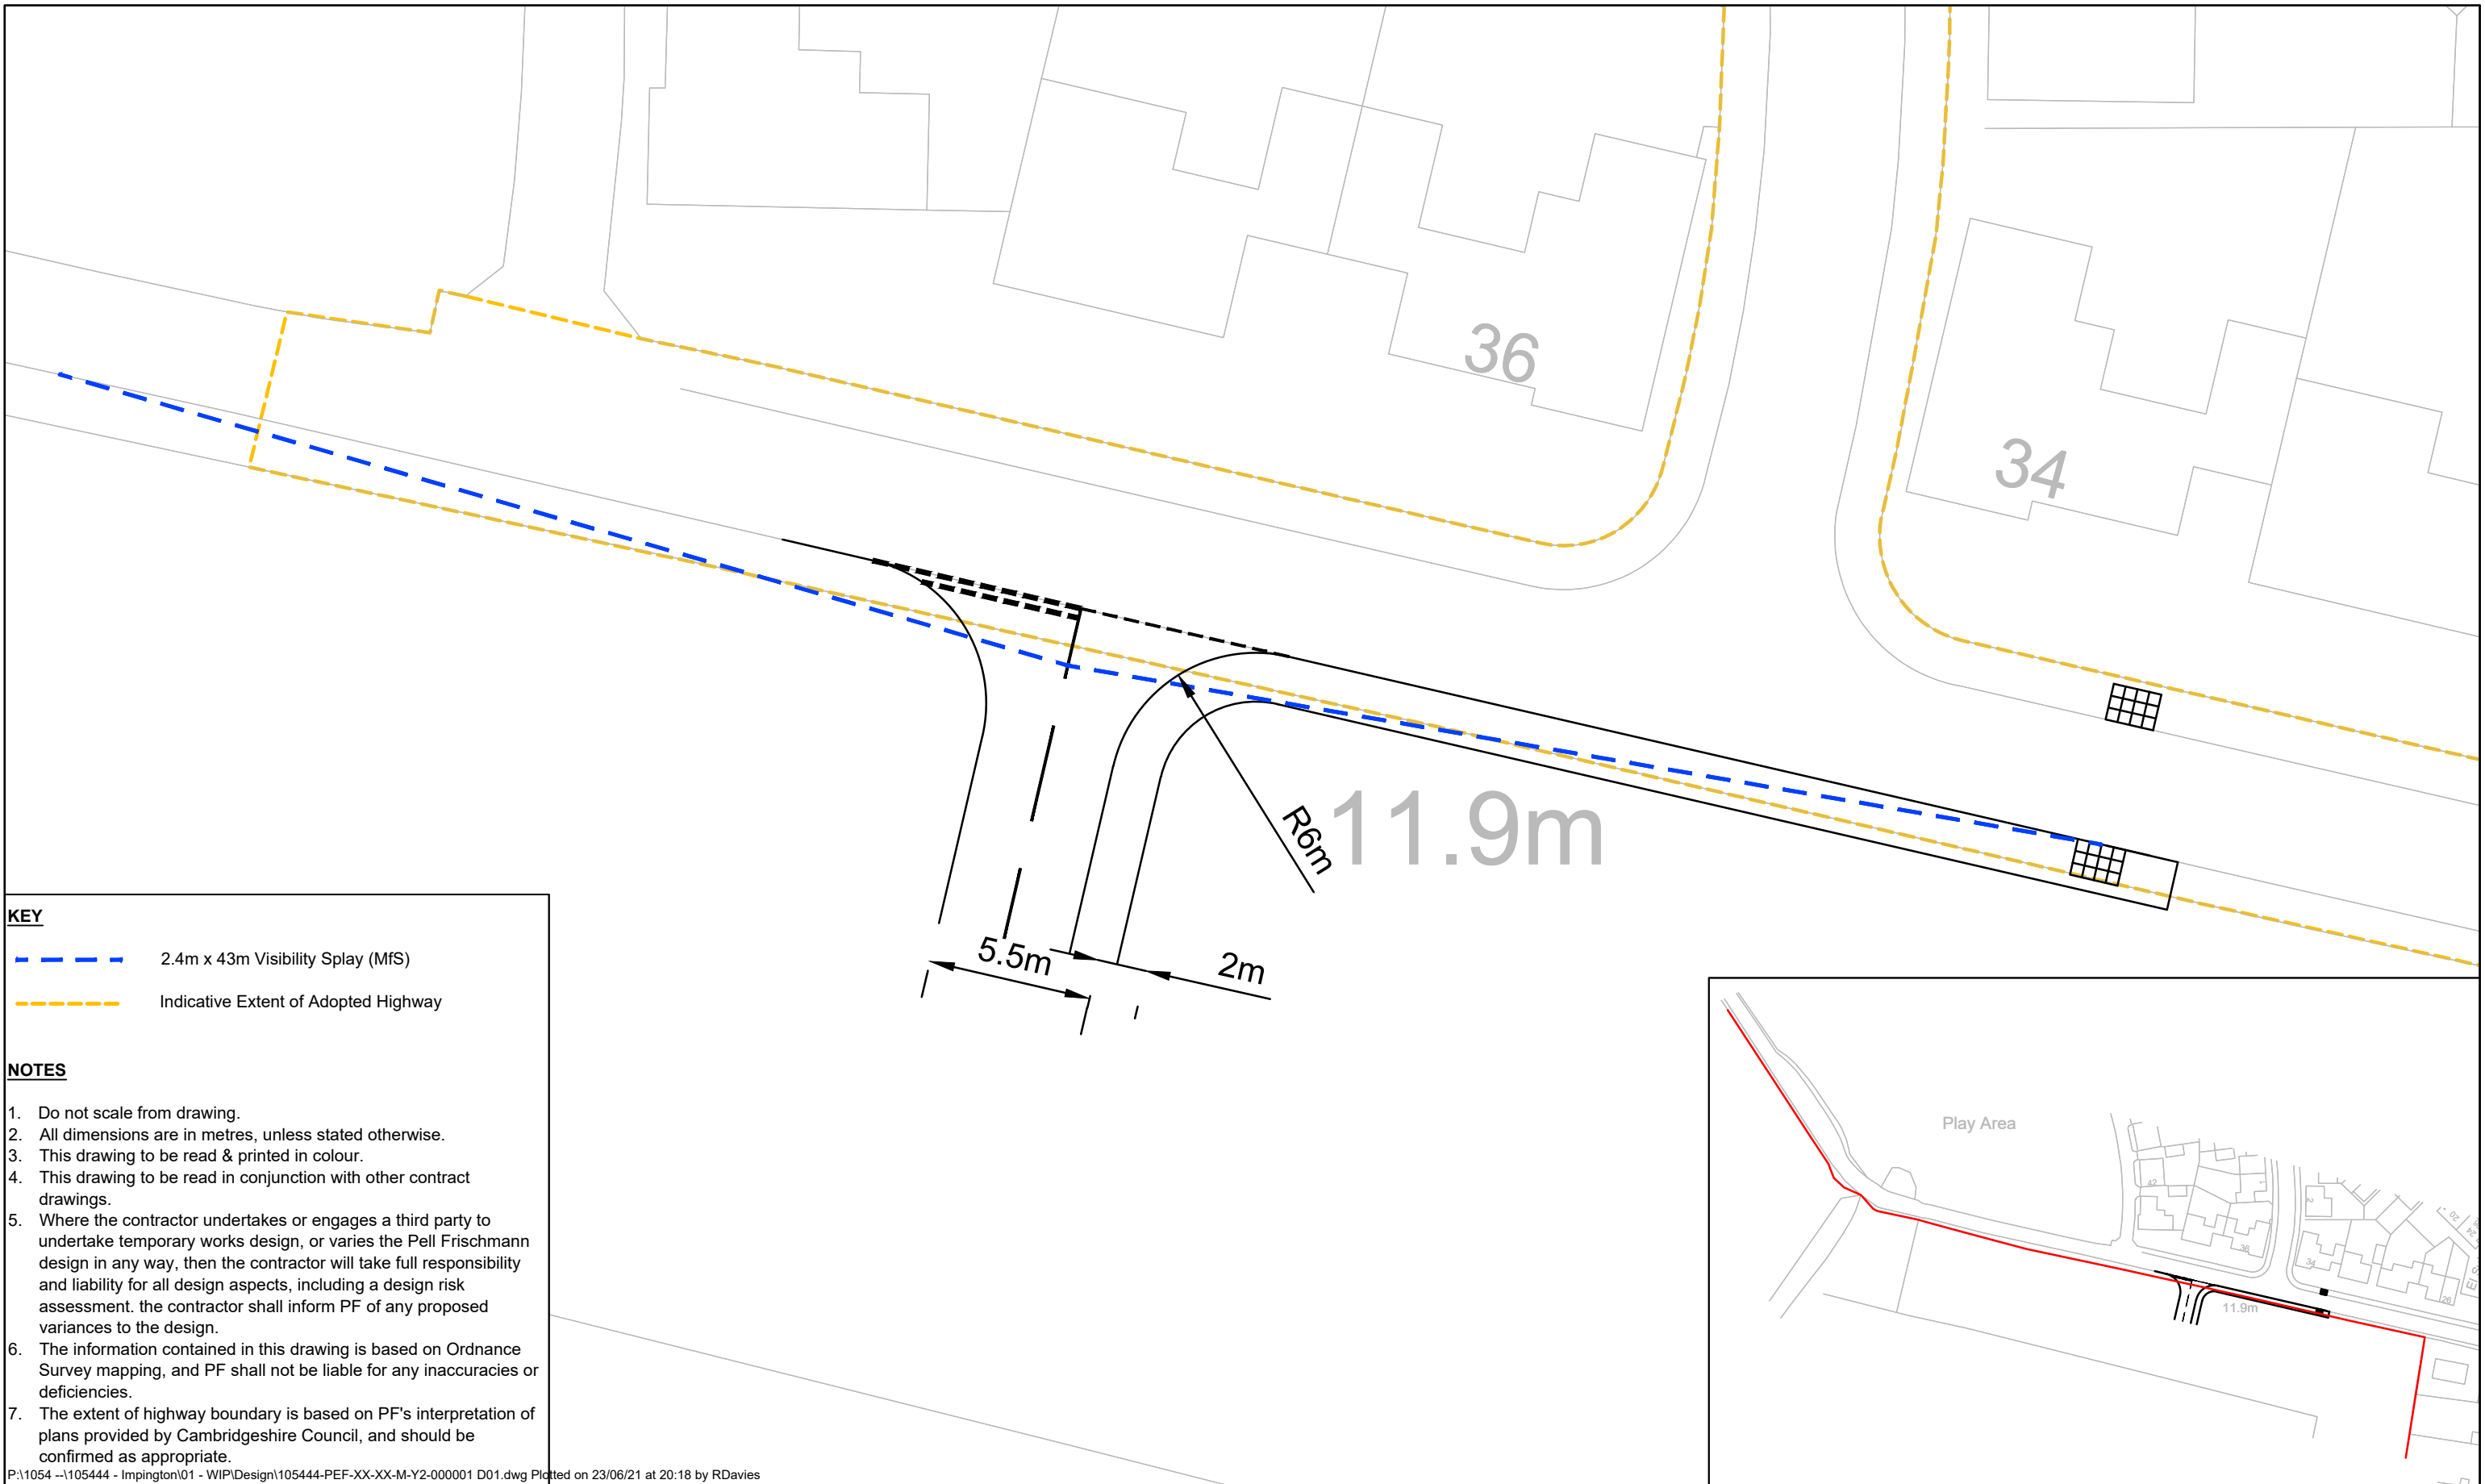 36
34
11.9m
R6m
5.5m
2m
KEY
2.4m x 43m Visibility Splay (MfS)
Indicative Extent of Adopted Highway
NOTES
1. Do not scale from drawing.
2. All dimensions are in metres, unless stated otherwise.
3. This drawing to be read & printed in colour.
4. This drawing to be read in conjunction with other contract
drawings.
5. Where the contractor undertakes or engages a third party to
undertake temporary works design, or varies the Pell Frischmann
design in any way, then the contractor will take full responsibility
and liability for all design aspects, including a design risk
assessment. the contractor shall inform PF of any proposed
variances to the design.
6. The information contained in this drawing is based on Ordnance
Survey mapping, and PF shall not be liable for any inaccuracies or
deficiencies.
7. The extent of highway boundary is based on PF's interpretation of
plans provided by Cambridgeshire Council, and should be
confirmed as appropriate.
P:\1054 --\105444 - Impington\01 - WIP\Design\105444-PEF-XX-XX-M-Y2-000001 D01.dwg Plotted on 23/06/21 at 20:18 by RDavies
Play Area
42
1
2
20
24
36
34
26
11.9m